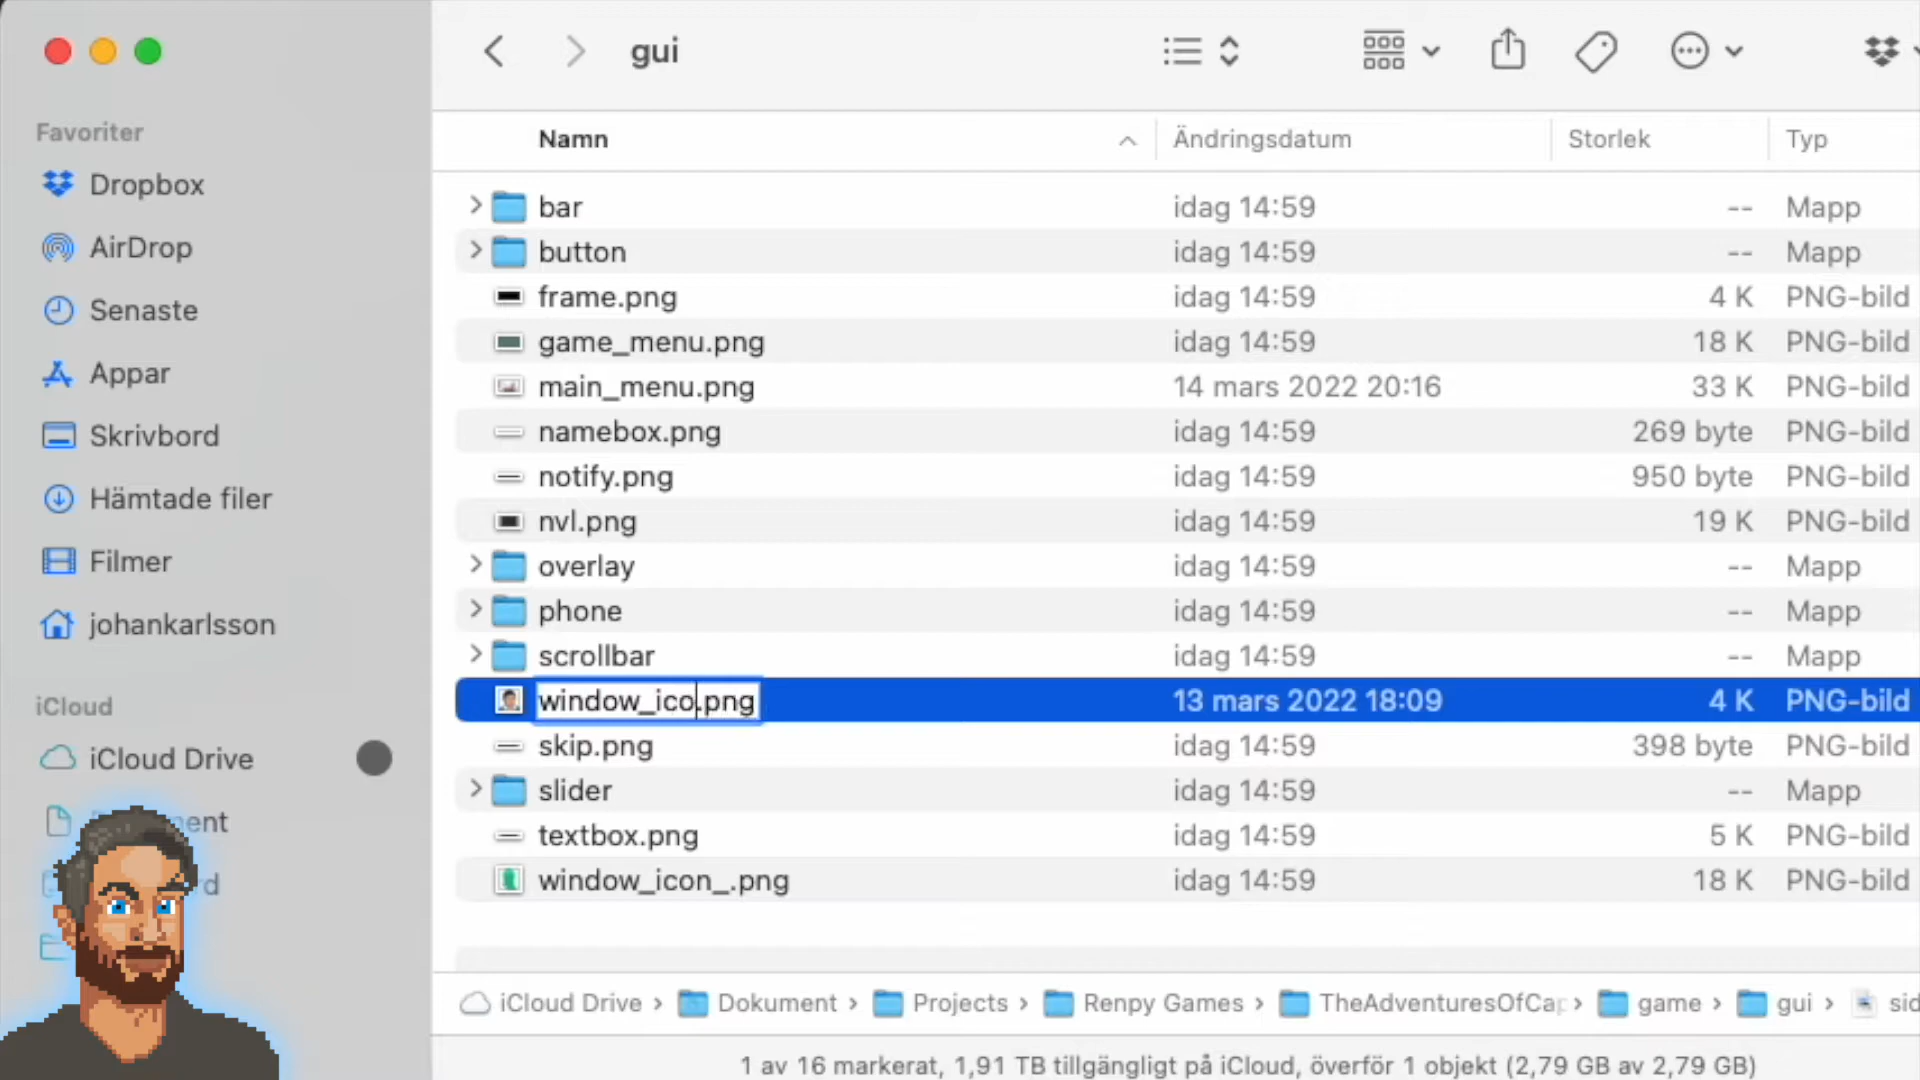 gui
Favoriter
Dropbox
AirDrop
Senaste
Appar
Skrivbord
Hämtade filer
Filmer
johankarlsson
iCloud
iCloud Drive
Namn Ändringsdatum Storlek Typ
bar idag 14:59 -- Mapp
button idag 14:59 -- Mapp
frame.png idag 14:59 4 K PNG-bild
game_menu.png idag 14:59 18 K PNG-bild
main_menu.png 14 mars 2022 20:16 33 K PNG-bild
namebox.png idag 14:59 269 byte PNG-bild
notify.png idag 14:59 950 byte PNG-bild
nvl.png idag 14:59 19 K PNG-bild
overlay idag 14:59 -- Mapp
phone idag 14:59 -- Mapp
scrollbar idag 14:59 -- Mapp
window_ico.png 13 mars 2022 18:09 4 K PNG-bild
skip.png idag 14:59 398 byte PNG-bild
slider idag 14:59 -- Mapp
textbox.png idag 14:59 5 K PNG-bild
window_icon_.png idag 14:59 18 K PNG-bild
iCloud Drive › Dokument › Projects › Renpy Games › TheAdventuresOfCap › game › gui › sid
1 av 16 markerat, 1,91 TB tillgängligt på iCloud, överför 1 objekt (2,79 GB av 2,79 GB)